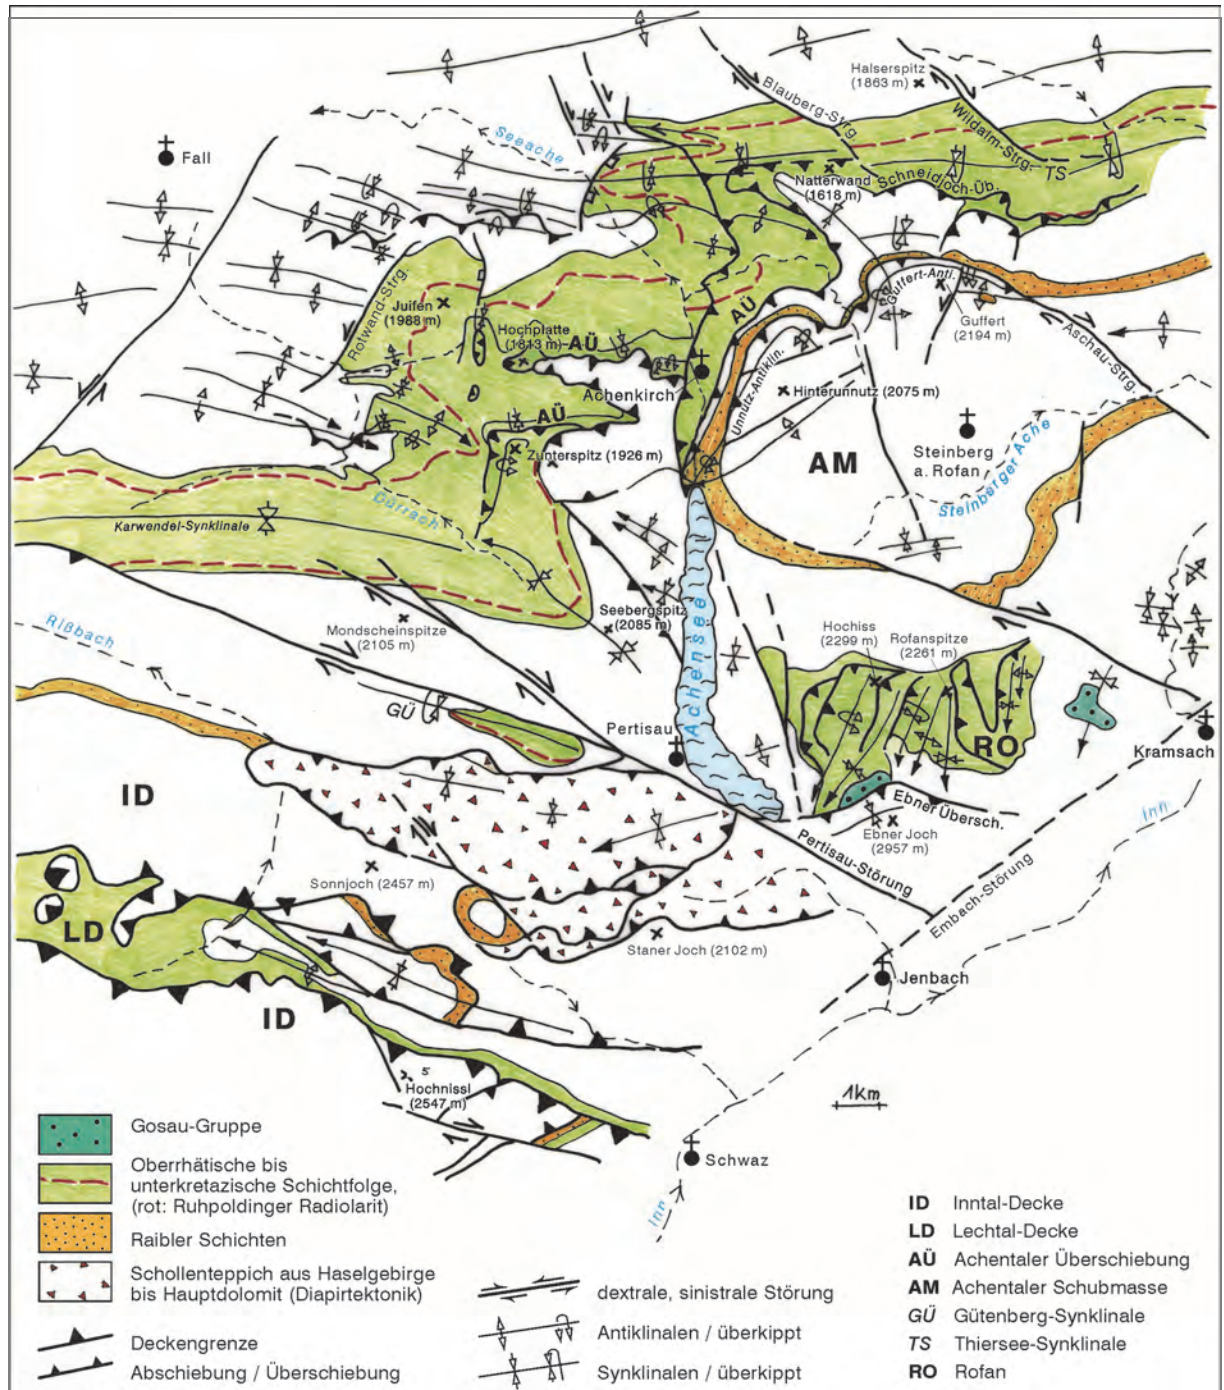 Halserspitz
(1863 m)
Blauberg-Strg.
Wildalm-Strg.
Fall
Seeache
Natterwand
(1618 m)
Schneidjoch-Üb.
TS
Rotwand-Strg.
Juifen
(1988 m)
Hochplatte
(1813 m)
AÜ
AÜ
Guffert-Anti.
Guffert
(2194 m)
Aschau-Strg.
Achenkirch
Unnütz-Antiklin.
Hinterunnutz (2075 m)
AÜ
Zunterspitz (1926 m)
AM
Steinberg
a. Rofan
Steinberger Ache
Karwendel-Synklinale
Dürrach
Rißbach
Mondscheinspitze
(2105 m)
Seebergspitz
(2085 m)
Achensee
Hochiss
(2299 m)
Rofanspitze
(2261 m)
GÜ
Pertisau
RO
Kramsach
ID
Ebner Übersch.
Ebner Joch
(2957 m)
Inn
Pertisau-Störung
Embach-Störung
Sonnjoch (2457 m)
LD
Staner Joch (2102 m)
Jenbach
ID
5
Hochnissl
(2547 m)
1km
Schwaz
Inn
Gosau-Gruppe
Oberrhätische bis
unterkretazische Schichtfolge,
(rot: Ruhpoldinger Radiolarit)
Raibler Schichten
Schollenteppich aus Haselgebirge
bis Hauptdolomit (Diapirtektonik)
Deckengrenze
Abschiebung / Überschiebung
dextrale, sinistrale Störung
Antiklinalen / überkippt
Synklinalen / überkippt
ID Inntal-Decke
LD Lechtal-Decke
AÜ Achentaler Überschiebung
AM Achentaler Schubmasse
GÜ Gütenberg-Synklinale
TS Thiersee-Synklinale
RO Rofan